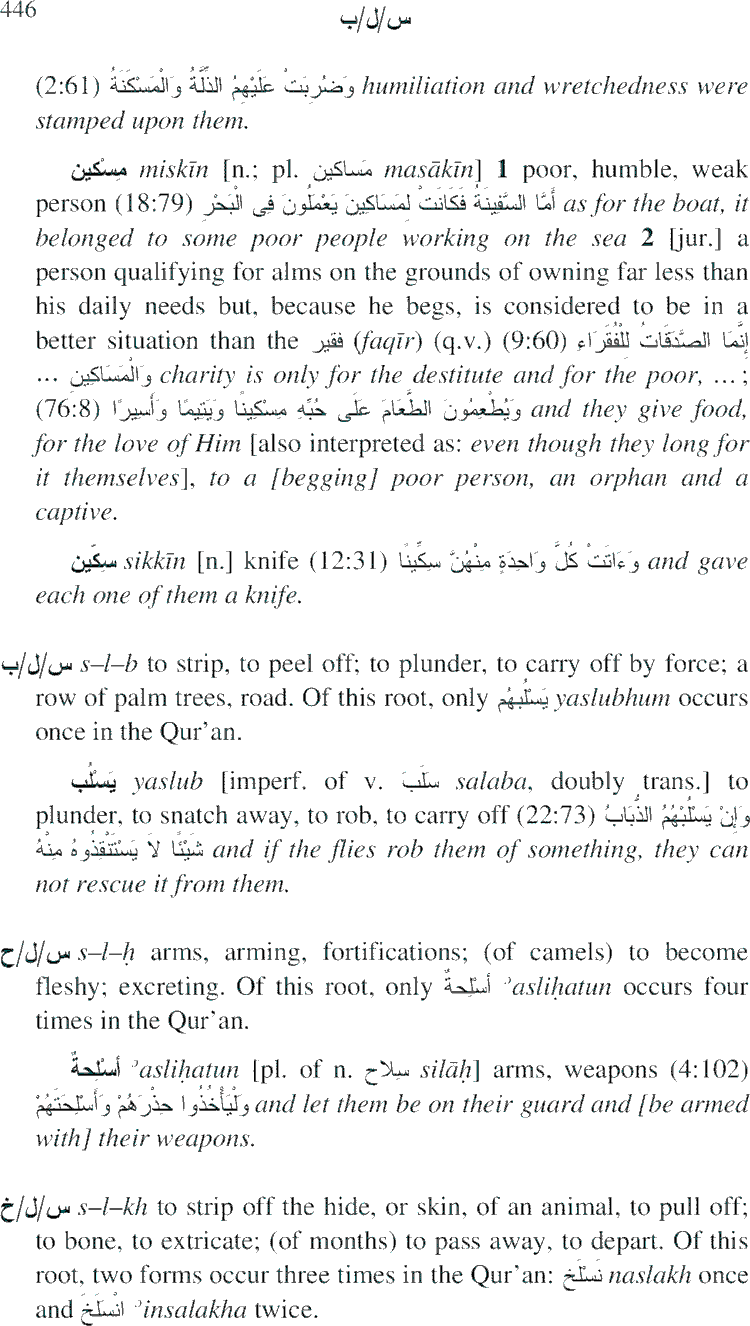 446
س/ل/ب
(2:61) وَضُرِبَتْ عَلَيْهِمُ الذِّلَّةُ وَالْمَسْكَنَةُ humiliation and wretchedness were
stamped upon them.
مِسْكين miskīn [n.; pl. مَساكين masākīn] 1 poor, humble, weak
person (18:79) أَمَّا السَّفِينَةُ فَكَانَتْ لِمَسَاكِينَ يَعْمَلُونَ فِى الْبَحْرِ as for the boat, it
belonged to some poor people working on the sea 2 [jur.] a
person qualifying for alms on the grounds of owning far less than
his daily needs but, because he begs, is considered to be in a
better situation than the فقير (faqīr) (q.v.) (9:60) إِنَّمَا الصَّدَقَاتُ لِلْفُقَرَاءِ
... وَالْمَسَاكِينِ charity is only for the destitute and for the poor, ... ;
(76:8) وَيُطْعِمُونَ الطَّعَامَ عَلَى حُبِّهِ مِسْكِينًا وَيَتِيمًا وَأَسِيرًا and they give food,
for the love of Him [also interpreted as: even though they long for
it themselves], to a [begging] poor person, an orphan and a
captive.
سِكّين sikkīn [n.] knife (12:31) وَءَاتَتْ كُلَّ وَاحِدَةٍ مِنْهُنَّ سِكِّينًا and gave
each one of them a knife.
س/ل/ب s–l–b to strip, to peel off; to plunder, to carry off by force; a
row of palm trees, road. Of this root, only يَسْلُبهُم yaslubhum occurs
once in the Qur'an.
يَسْلُب yaslub [imperf. of v. سَلَبَ salaba, doubly trans.] to
plunder, to snatch away, to rob, to carry off (22:73) وَإِنْ يَسْلُبْهُمُ الذُّبَابُ
شَيْئًا لاَ يَسْتَنْقِذُوهُ مِنْهُ and if the flies rob them of something, they can
not rescue it from them.
س/ل/ح s–l–ḥ arms, arming, fortifications; (of camels) to become
fleshy; excreting. Of this root, only أَسْلِحةٌ ʾasliḥatun occurs four
times in the Qur'an.
أَسْلِحةٌ ʾasliḥatun [pl. of n. سِلاح silāḥ] arms, weapons (4:102)
وَلْيَأْخُذُوا حِذْرَهُمْ وَأَسْلِحَتَهُمْ and let them be on their guard and [be armed
with] their weapons.
س/ل/خ s–l–kh to strip off the hide, or skin, of an animal, to pull off;
to bone, to extricate; (of months) to pass away, to depart. Of this
root, two forms occur three times in the Qur'an: نَسْلَخ naslakh once
and انْسَلَخَ ʾinsalakha twice.